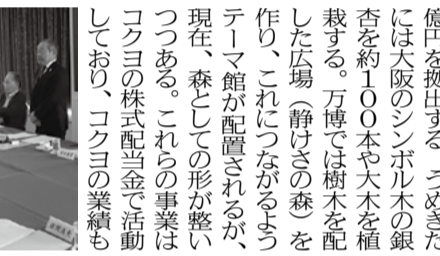 億円を拠出する。うめきた
には大阪のシンボル木の銀
杏を約100本や大木を植
栽する。万博では樹木を配
した広場（静けさの森）を
作り、これにつながるよう
テーマ館が配置されるが、
現在、森としての形が整い
つつある。これらの事業は
コクヨの株式配当金で活動
しており、コクヨの業績も